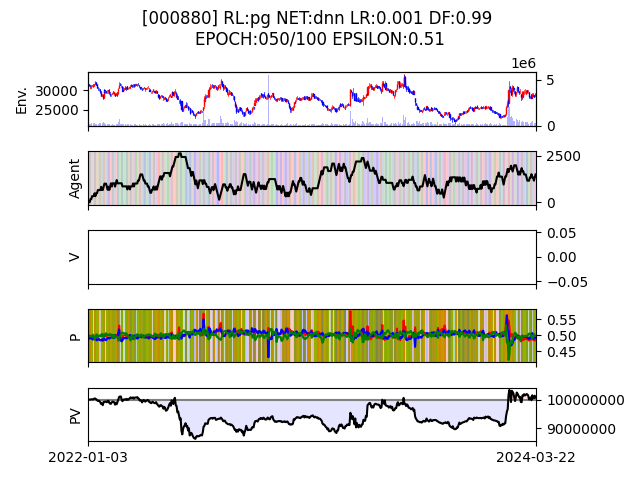 [000880] RL:pg NET:dnn LR:0.001 DF:0.99
EPOCH:050/100 EPSILON:0.51
1e6
Env.
30000
25000
5
0
Agent
2500
0
V
0.05
0.00
−0.05
P
0.55
0.50
0.45
PV
100000000
90000000
2022-01-03
2024-03-22